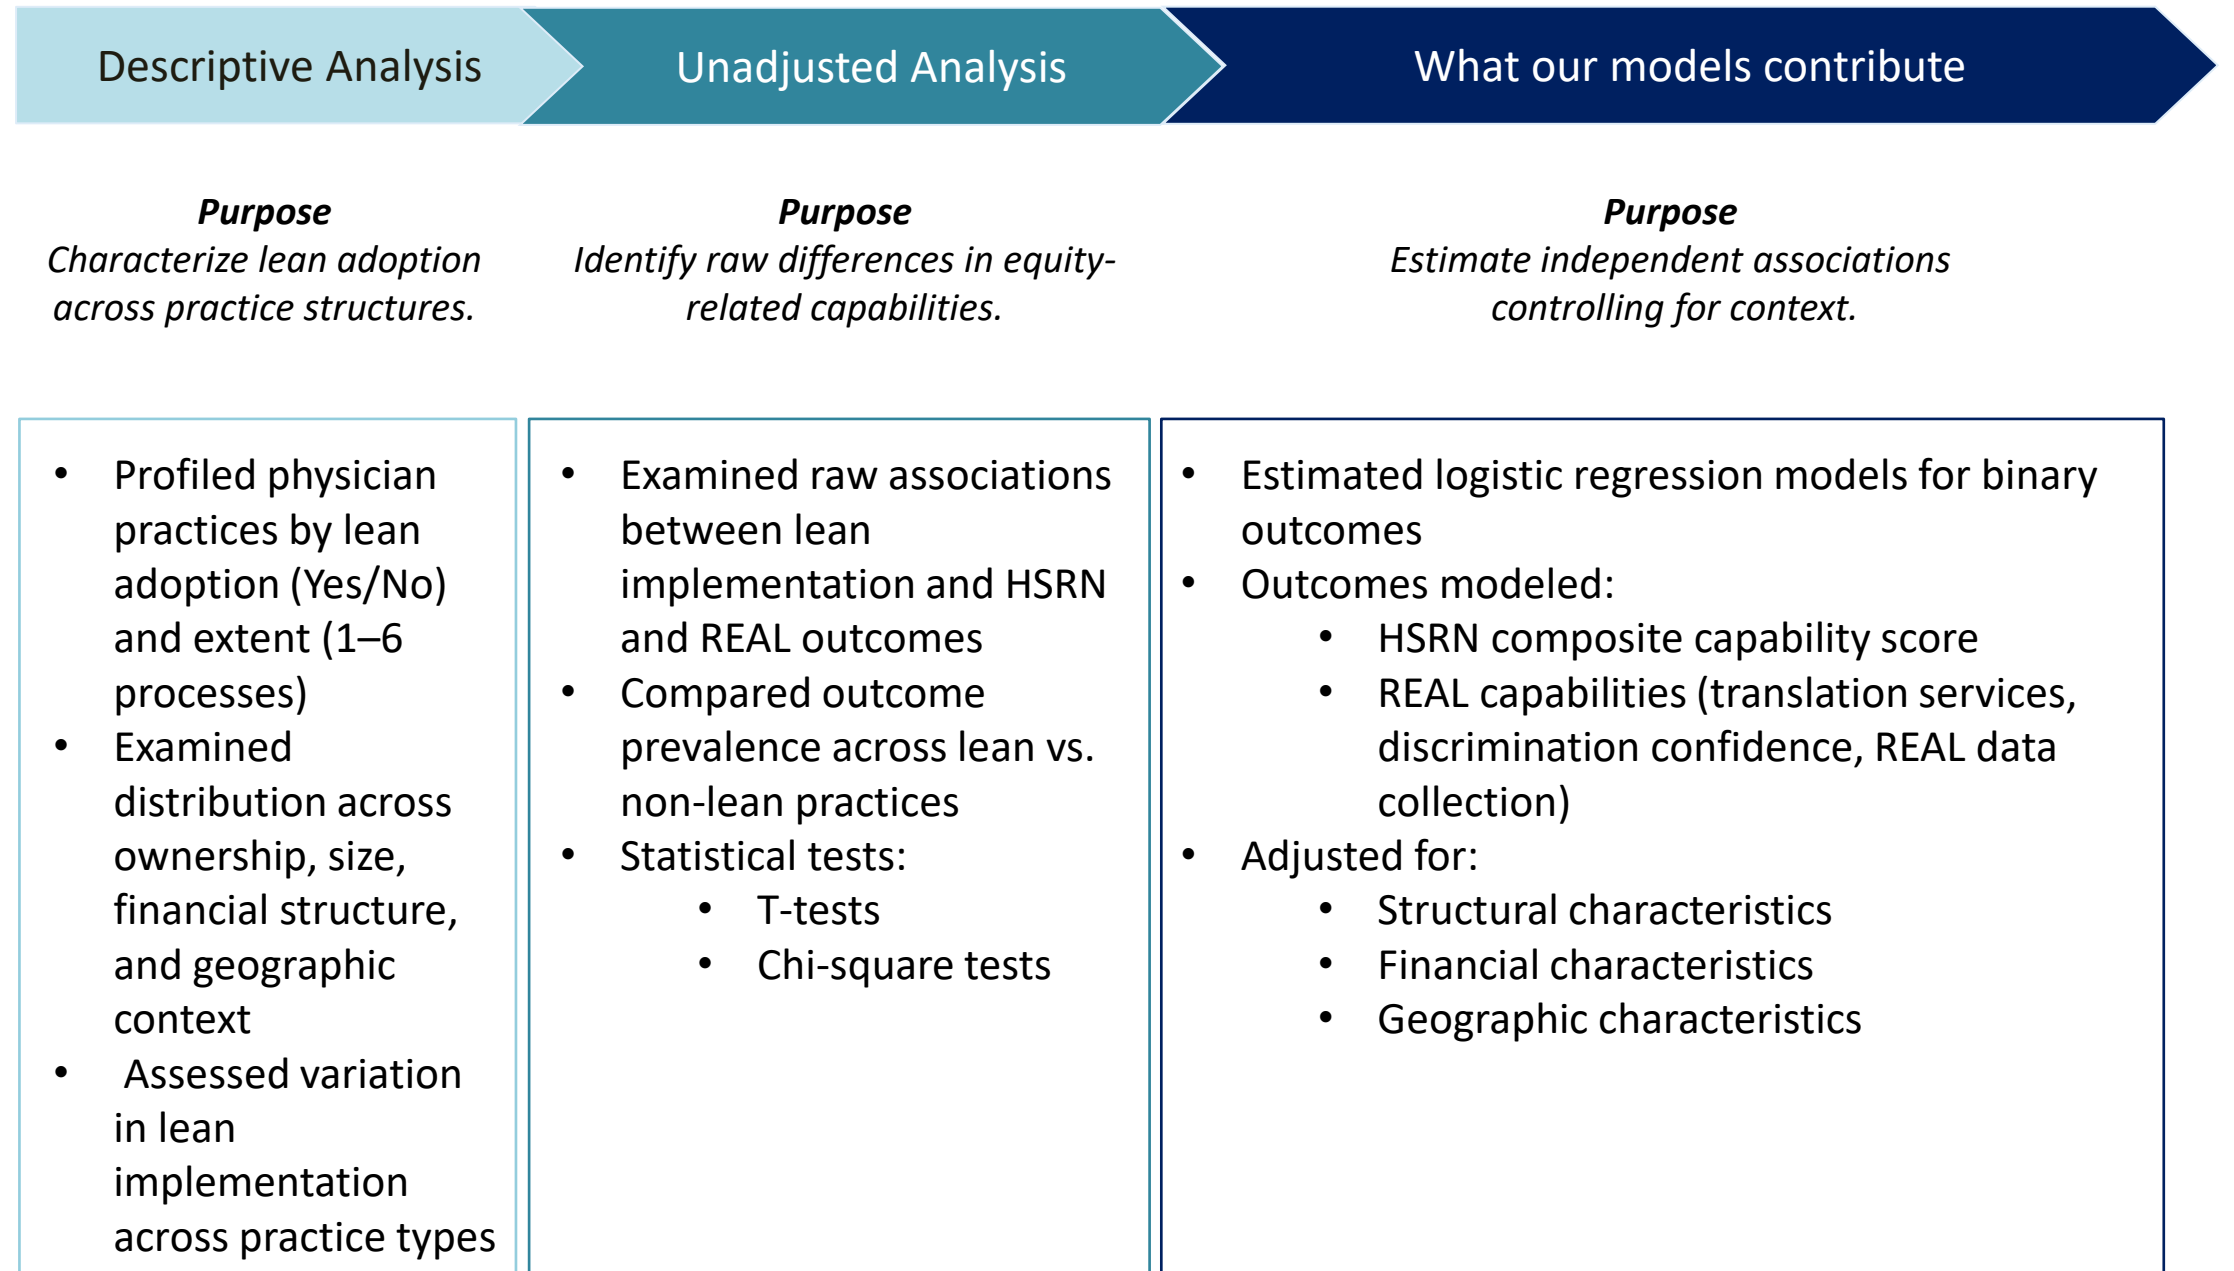 Descriptive Analysis
Unadjusted Analysis
What our models contribute
Purpose
Characterize lean adoption
across practice structures.
Purpose
Identify raw differences in equity-
related capabilities.
Purpose
Estimate independent associations
controlling for context.
• Profiled physician
practices by lean
adoption (Yes/No)
and extent (1–6
processes)
• Examined
distribution across
ownership, size,
financial structure,
and geographic
context
• Assessed variation
in lean
implementation
across practice types
• Examined raw associations
between lean
implementation and HSRN
and REAL outcomes
• Compared outcome
prevalence across lean vs.
non-lean practices
• Statistical tests:
• T-tests
• Chi-square tests
• Estimated logistic regression models for binary
outcomes
• Outcomes modeled:
• HSRN composite capability score
• REAL capabilities (translation services,
discrimination confidence, REAL data
collection)
• Adjusted for:
• Structural characteristics
• Financial characteristics
• Geographic characteristics